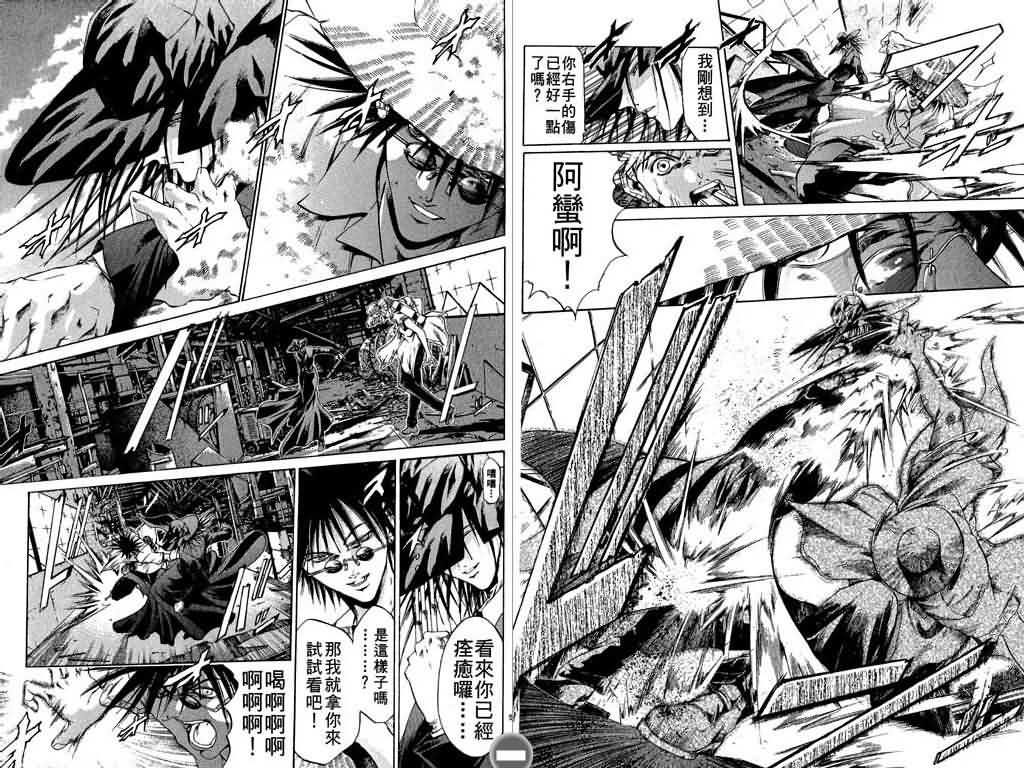 我剛想到…
你右手的傷
已經好一點
了嗎？
阿蠻啊！
嘻嘻…
看來你已經
痊癒囉……
是這樣子嗎
………？
那我就拿你來
試試看吧！
喝啊啊啊
啊啊啊！